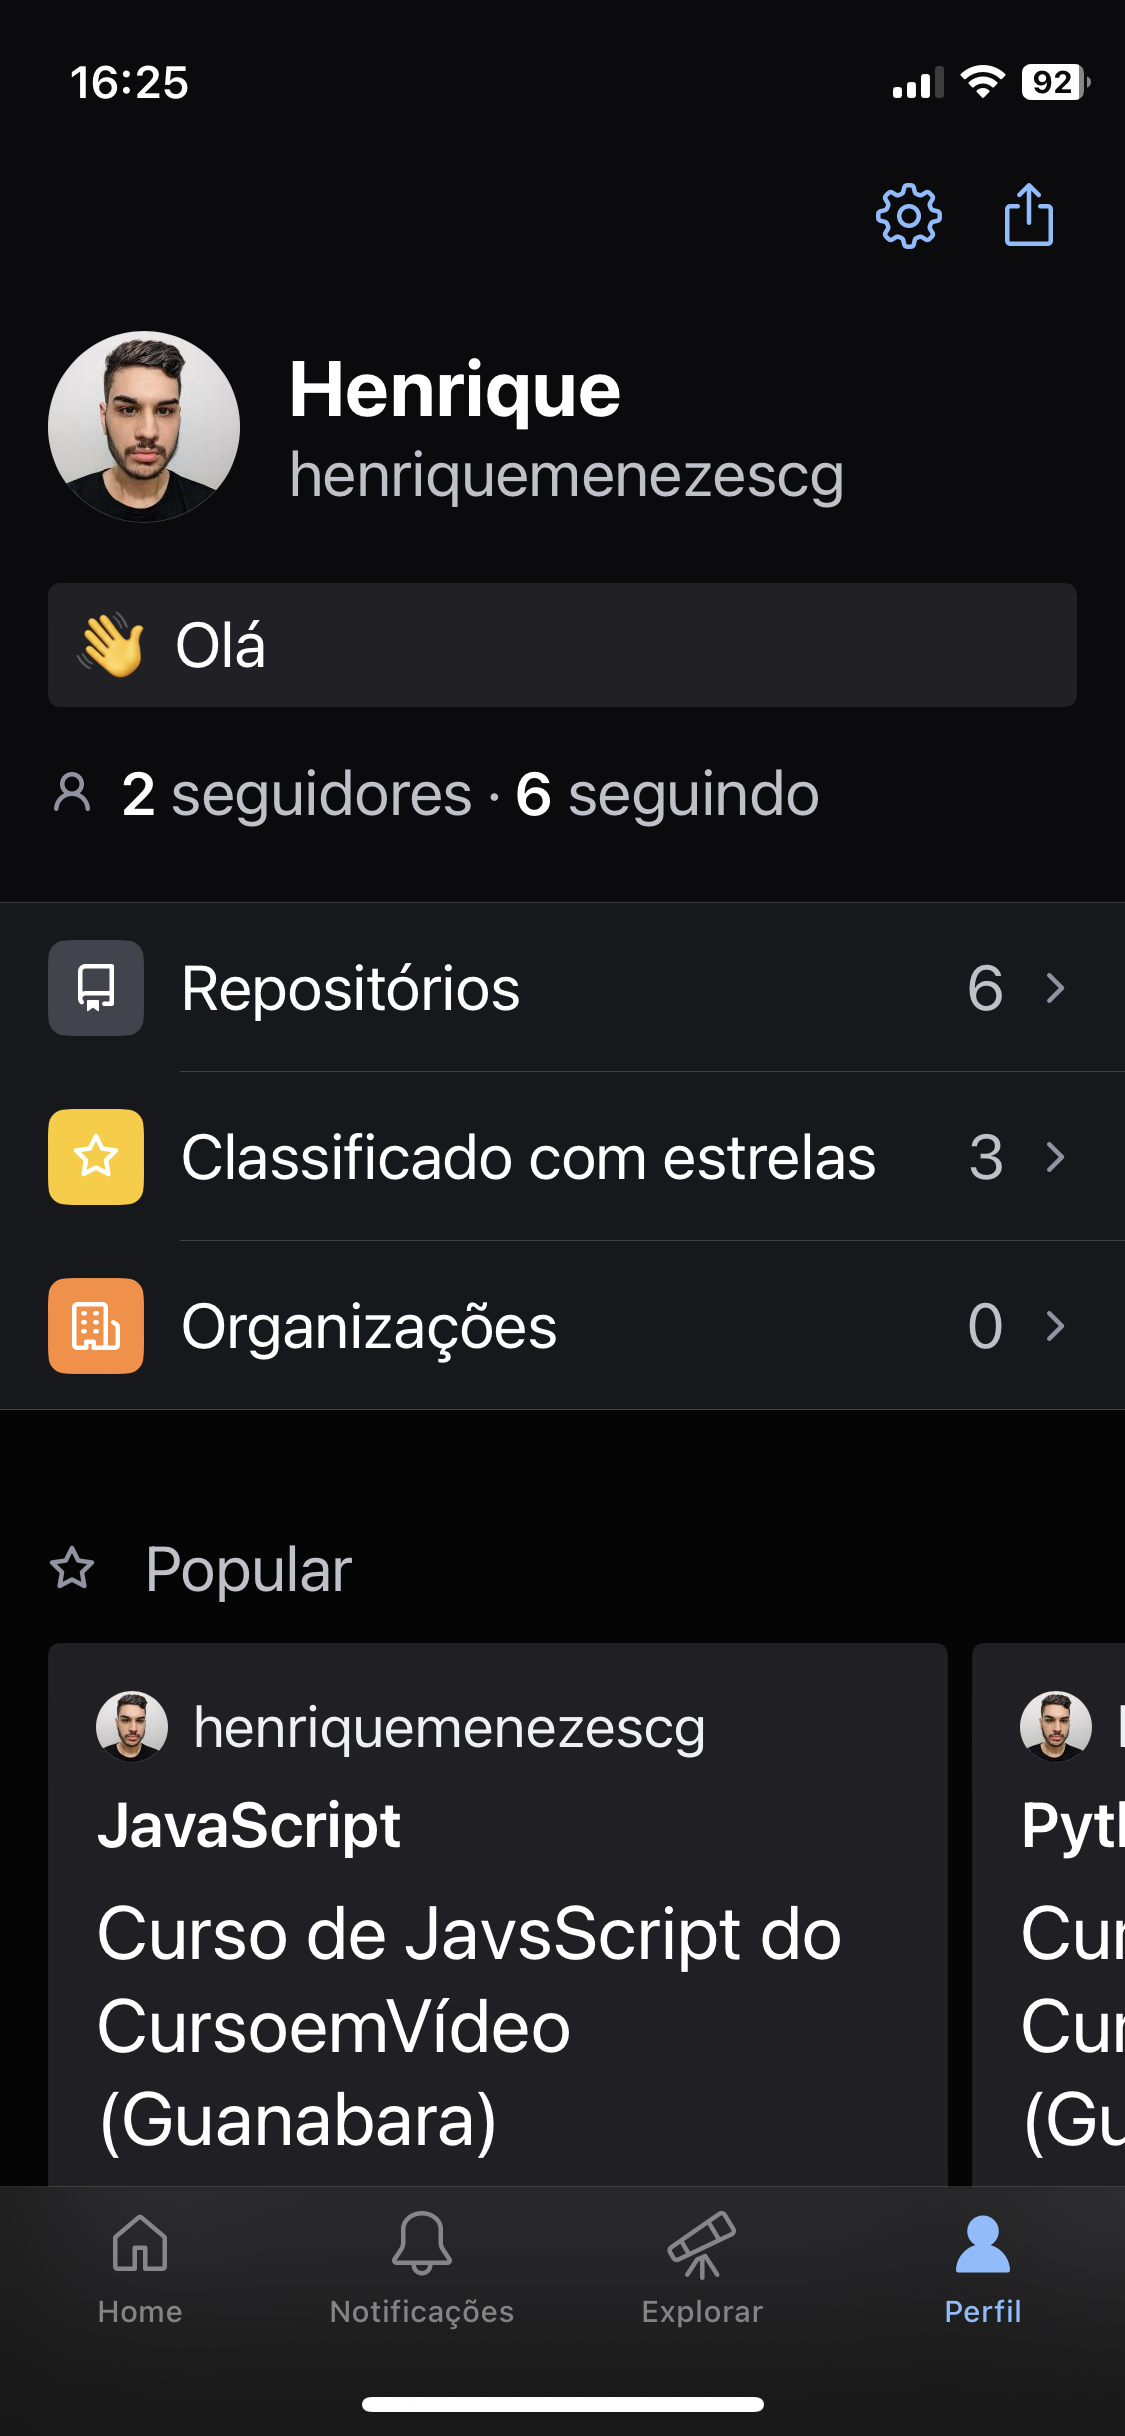 16:25
92
Henrique
henriquemenezescg
👋 Olá
2 seguidores · 6 seguindo
Repositórios 6
Classificado com estrelas 3
Organizações 0
Popular
henriquemenezescg
JavaScript
Curso de JavsScript do
CursoemVídeo
(Guanabara)
Home Notificações Explorar Perfil